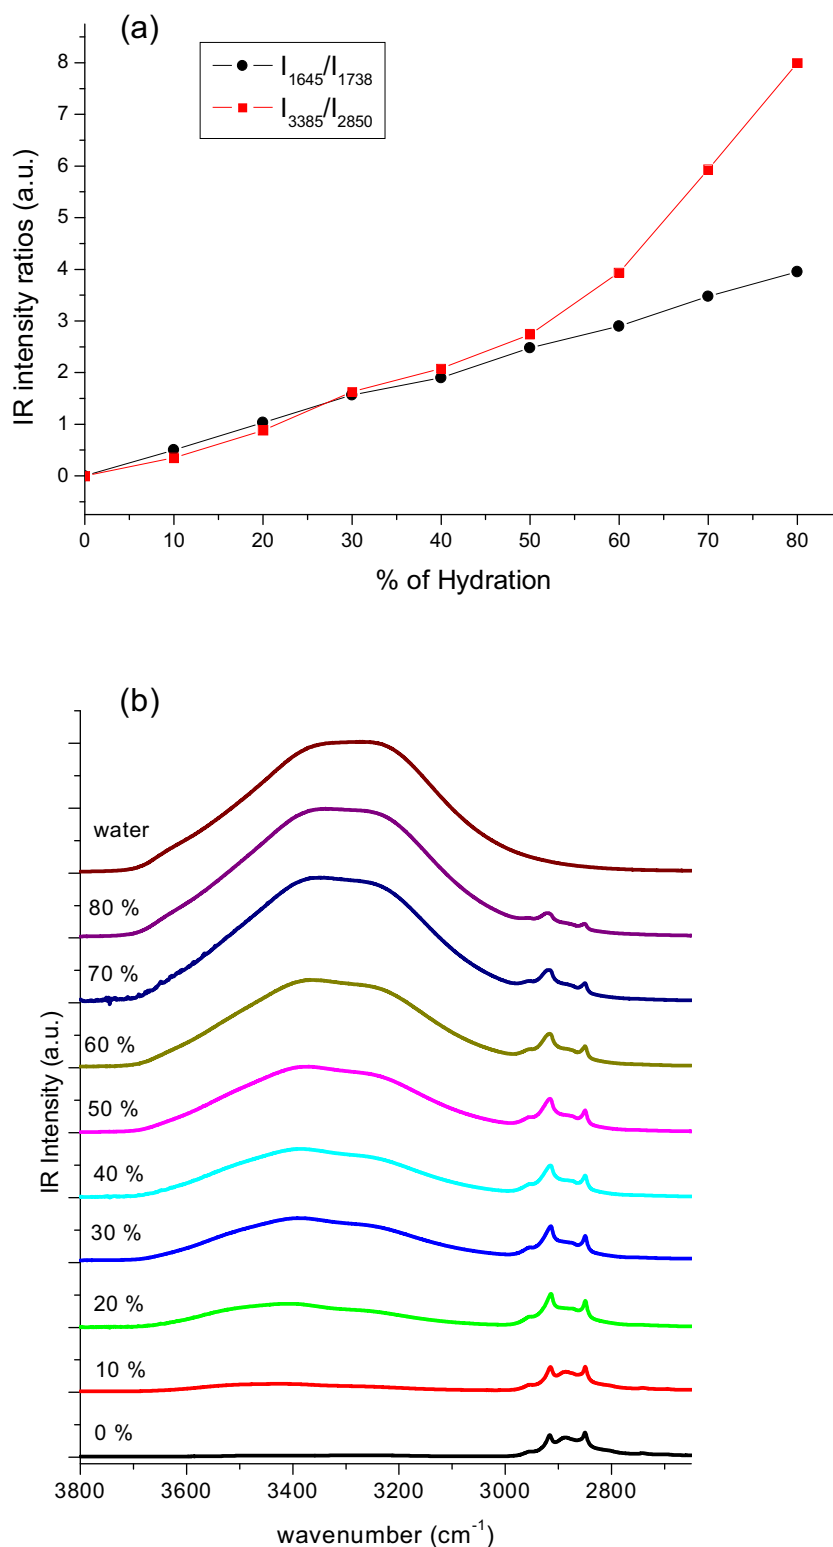 (a)
I1645/I1738
I3385/I2850
8
7
6
5
4
3
2
1
0
IR intensity ratios (a.u.)
0 10 20 30 40 50 60 70 80
% of Hydration
(b)
water
80 %
70 %
60 %
50 %
40 %
30 %
20 %
10 %
0 %
IR Intensity (a.u.)
3800 3600 3400 3200 3000 2800
wavenumber (cm-1)